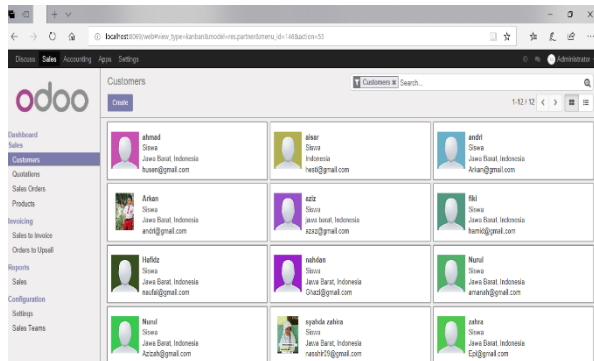 localhost:8069/web#view_type=kanban&model=res.partner&menu_id=146&action=53
Discuss Sales Accounting Apps Settings
Administrator
odoo
Customers
Customers x Search...
Create
1-12 / 12
Dashboard
Sales
Customers
Quotations
Sales Orders
Products
Invoicing
Sales to Invoice
Orders to Upsell
Reports
Sales
Configuration
Settings
Sales Teams
ahmad
Siswa
Jawa Barat, Indonesia
husen@gmail.com
aisar
Siswa
Indonesia
hesti@gmail.com
andri
Siswa
Jawa Barat, Indonesia
Arkan@gmail.com
Arkan
Siswa
Jawa Barat, Indonesia
andri@gmail.com
aziz
Siswa
jawa barat, Indonesia
azaz@gmail.com
fiki
Siswa
Jawa Barat, Indonesia
hamid@gmail.com
Hafidz
Siswa
Jawa Barat, Indonesia
naufal@gmail.com
nahdan
Siswa
Jawa Barat, Indonesia
Ghazi@gmail.com
Nurul
Siswa
Jawa Barat, Indonesia
amanah@gmail.com
Nurul
Siswa
Jawa Barat, Indonesia
Azizah@gmail.com
syahda zahira
Siswa
Jawa Barat, Indonesia
nasshir29@gmail.com
zahra
Siswa
Jawa Barat, Indonesia
Epi@gmail.com